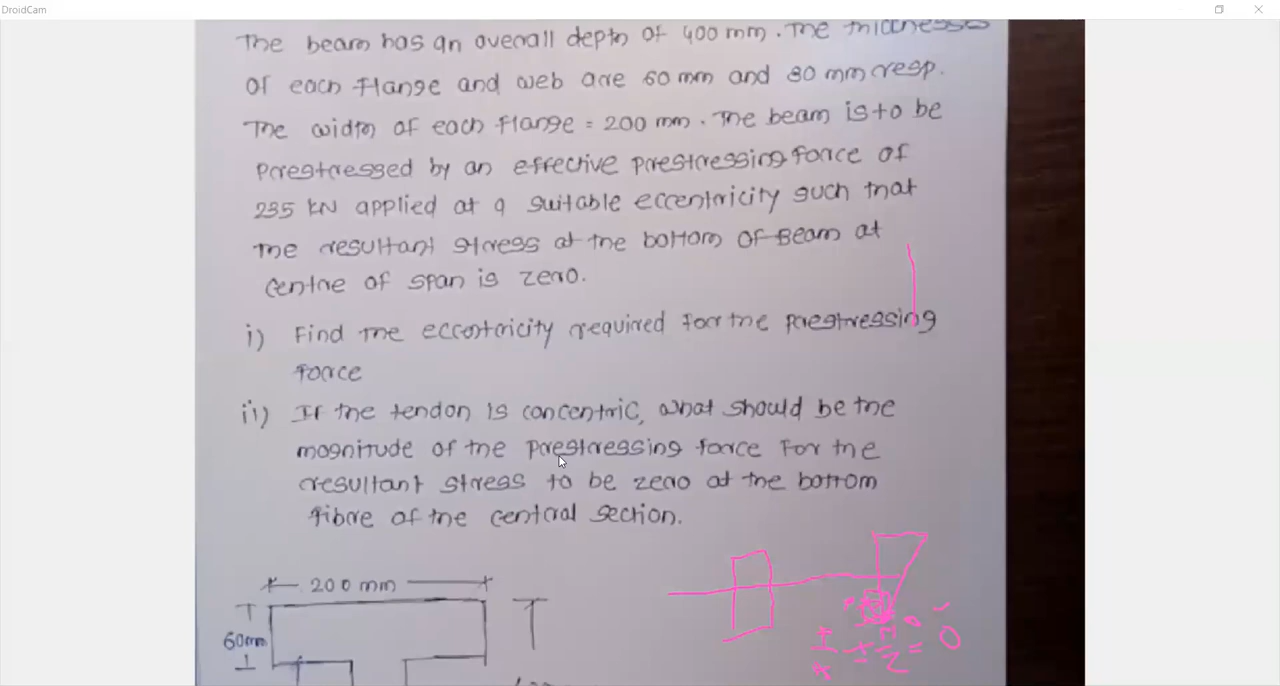 DroidCam
The beam has an overall depth of 400 mm. The thicknesses
of each flange and web are 60 mm and 80 mm resp.
The width of each flange = 200 mm. The beam is to be
prestressed by an effective prestressing force of
235 kN applied at a suitable eccentricity such that
the resultant stress at the bottom of Beam at
centre of span is zero.
i) Find the eccentricity required for the prestressing
force
ii) If the tendon is concentric, what should be the
magnitude of the prestressing force for the
resultant stress to be zero at the bottom
fibre of the central section.
200 mm
60mm
= 0